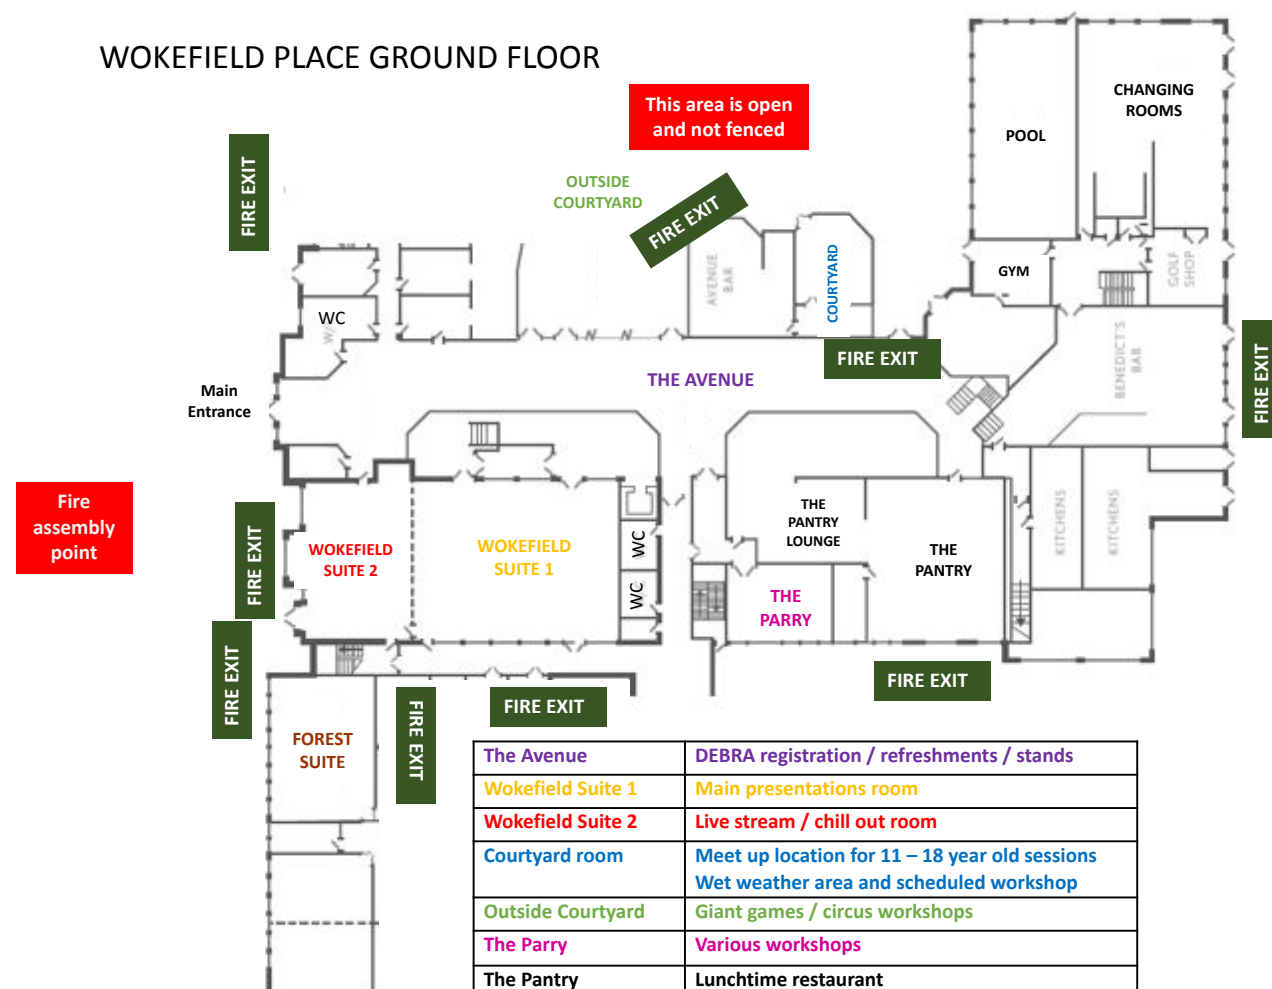 WOKEFIELD PLACE GROUND FLOOR
This area is open
and not fenced
CHANGING
ROOMS
POOL
FIRE EXIT
OUTSIDE
COURTYARD
FIRE EXIT
AVENUE
BAR
COURTYARD
GYM
GOLF
SHOP
WC
FIRE EXIT
BENEDICT'S
BAR
FIRE EXIT
THE AVENUE
Main
Entrance
Fire
assembly
point
FIRE EXIT
WOKEFIELD
SUITE 2
WOKEFIELD
SUITE 1
WC
WC
THE
PANTRY
LOUNGE
THE
PANTRY
KITCHENS
KITCHENS
THE
PARRY
FIRE EXIT
FIRE EXIT
FIRE EXIT
FIRE EXIT
FOREST
SUITE
The Avenue DEBRA registration / refreshments / stands
Wokefield Suite 1 Main presentations room
Wokefield Suite 2 Live stream / chill out room
Courtyard room Meet up location for 11 – 18 year old sessions
Wet weather area and scheduled workshop
Outside Courtyard Giant games / circus workshops
The Parry Various workshops
The Pantry Lunchtime restaurant